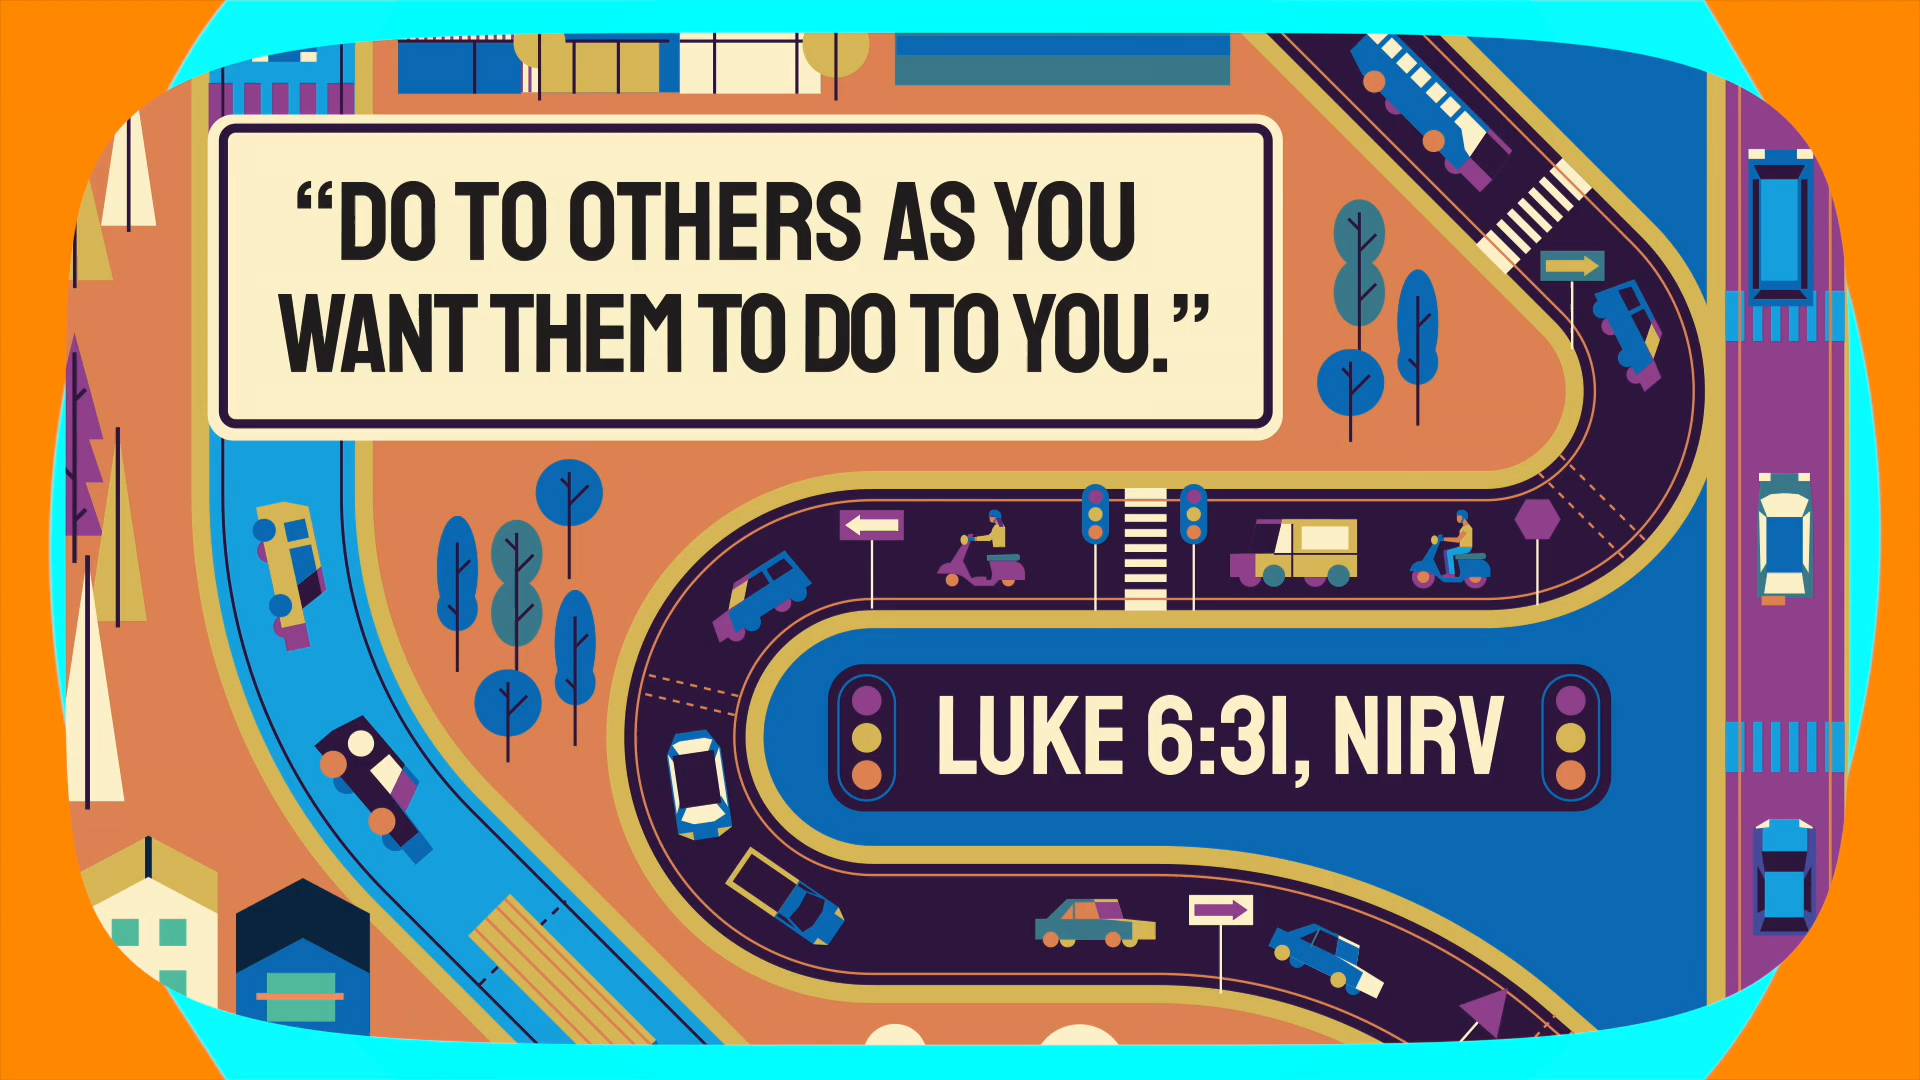 “DO TO OTHERS AS YOU
WANT THEM TO DO TO YOU.”
LUKE 6:31, NIRV